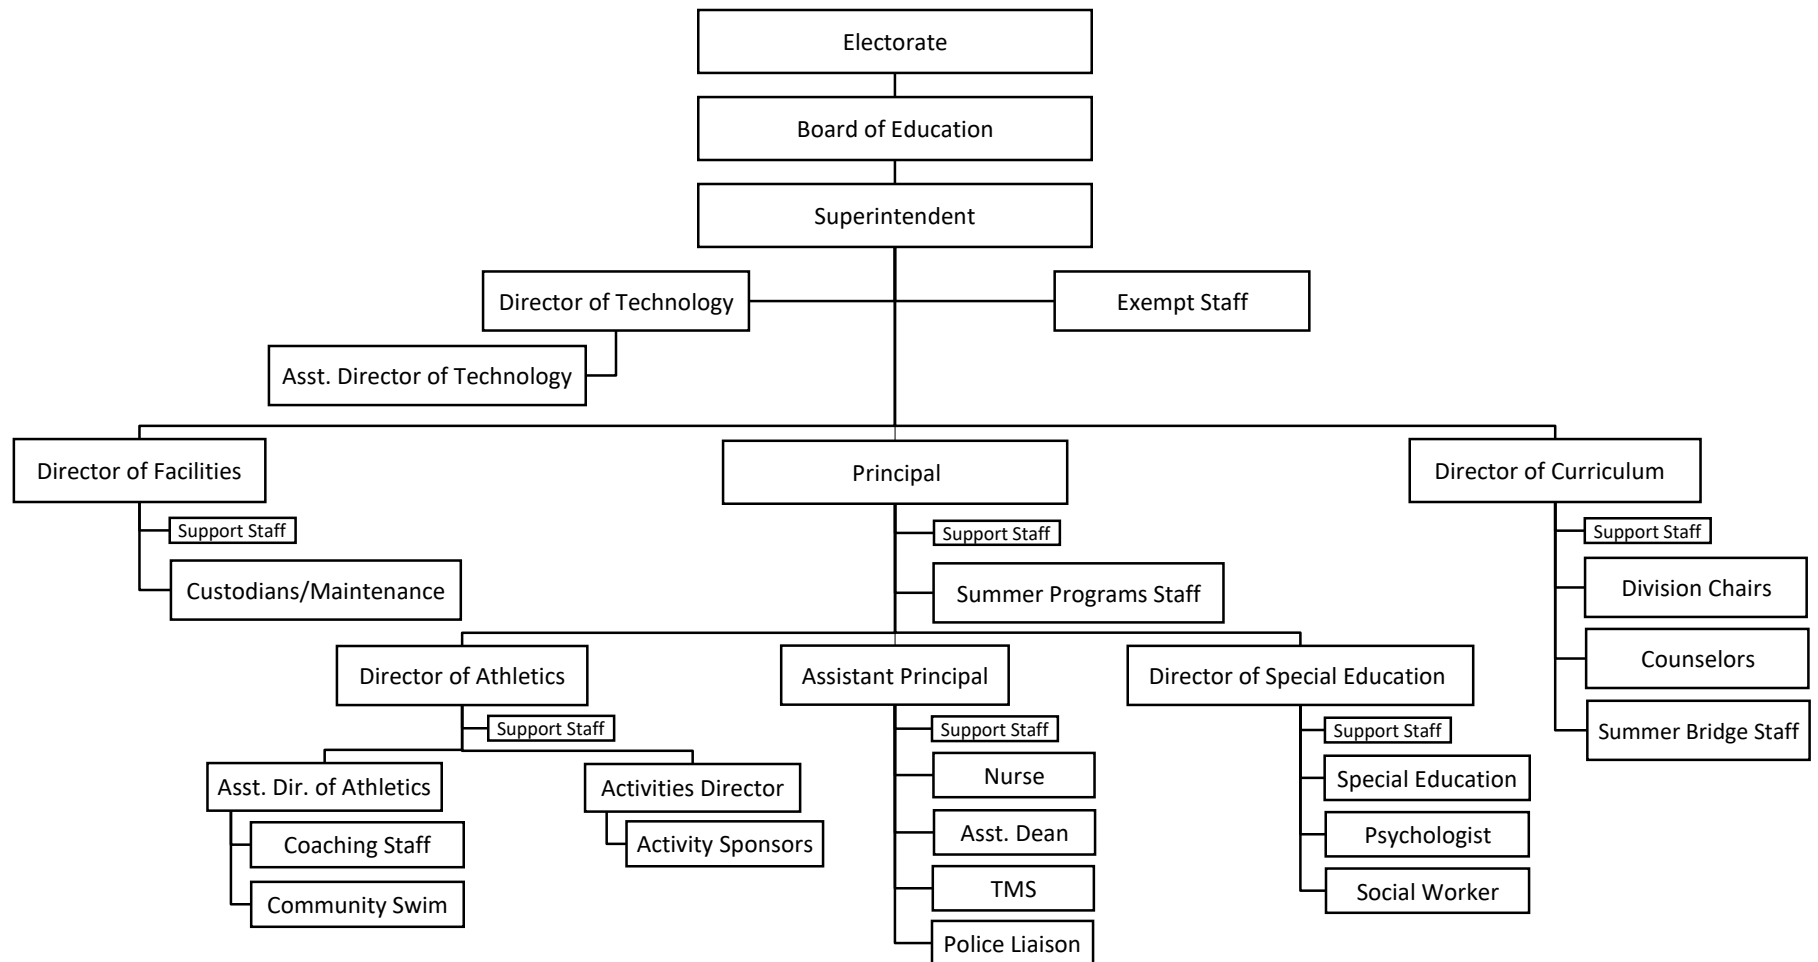 Electorate
Board of Education
Superintendent
Director of Technology
Exempt Staff
Asst. Director of Technology
Director of Facilities
Principal
Director of Curriculum
Support Staff
Custodians/Maintenance
Support Staff
Summer Programs Staff
Support Staff
Division Chairs
Counselors
Summer Bridge Staff
Director of Athletics
Assistant Principal
Director of Special Education
Support Staff
Asst. Dir. of Athletics
Coaching Staff
Community Swim
Activities Director
Activity Sponsors
Support Staff
Nurse
Asst. Dean
TMS
Police Liaison
Support Staff
Special Education
Psychologist
Social Worker